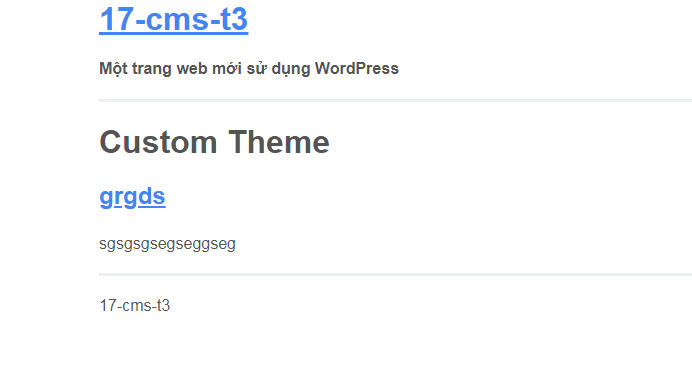 17-cms-t3
Một trang web mới sử dụng WordPress
Custom Theme
grgds
sgsgsgsegseggseg
17-cms-t3